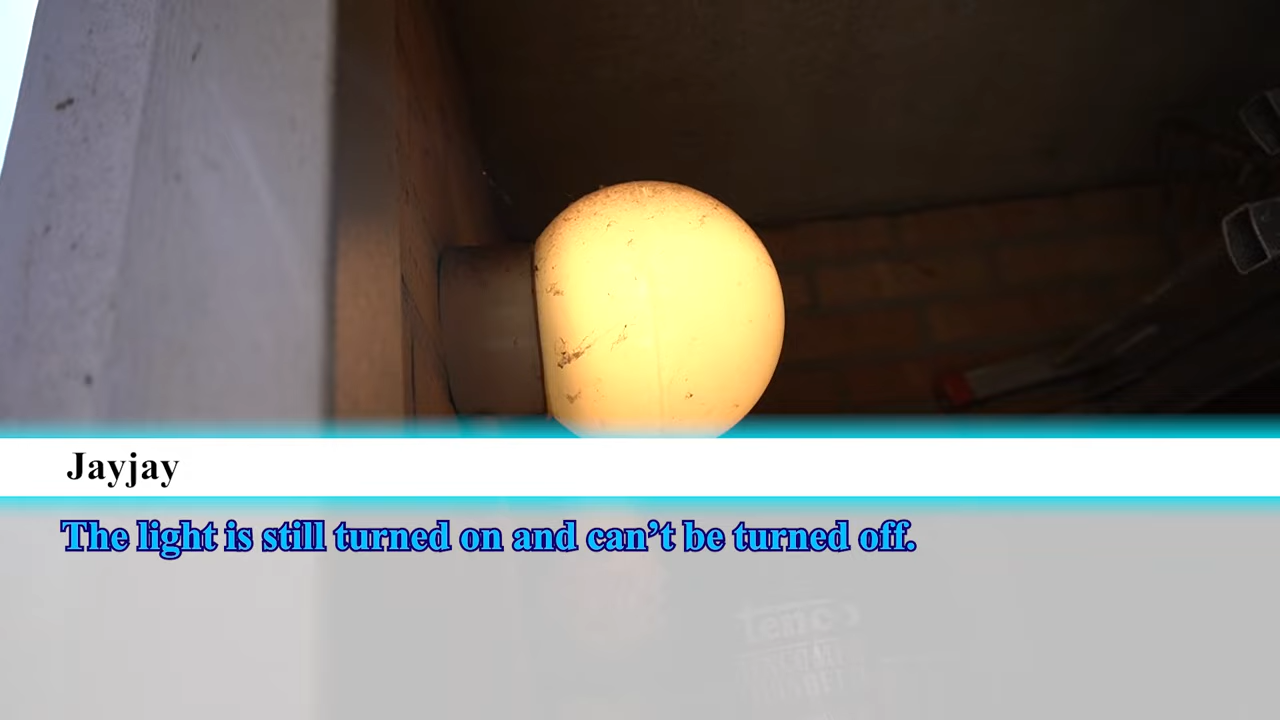 Jayjay
The light is still turned on and can’t be turned off.